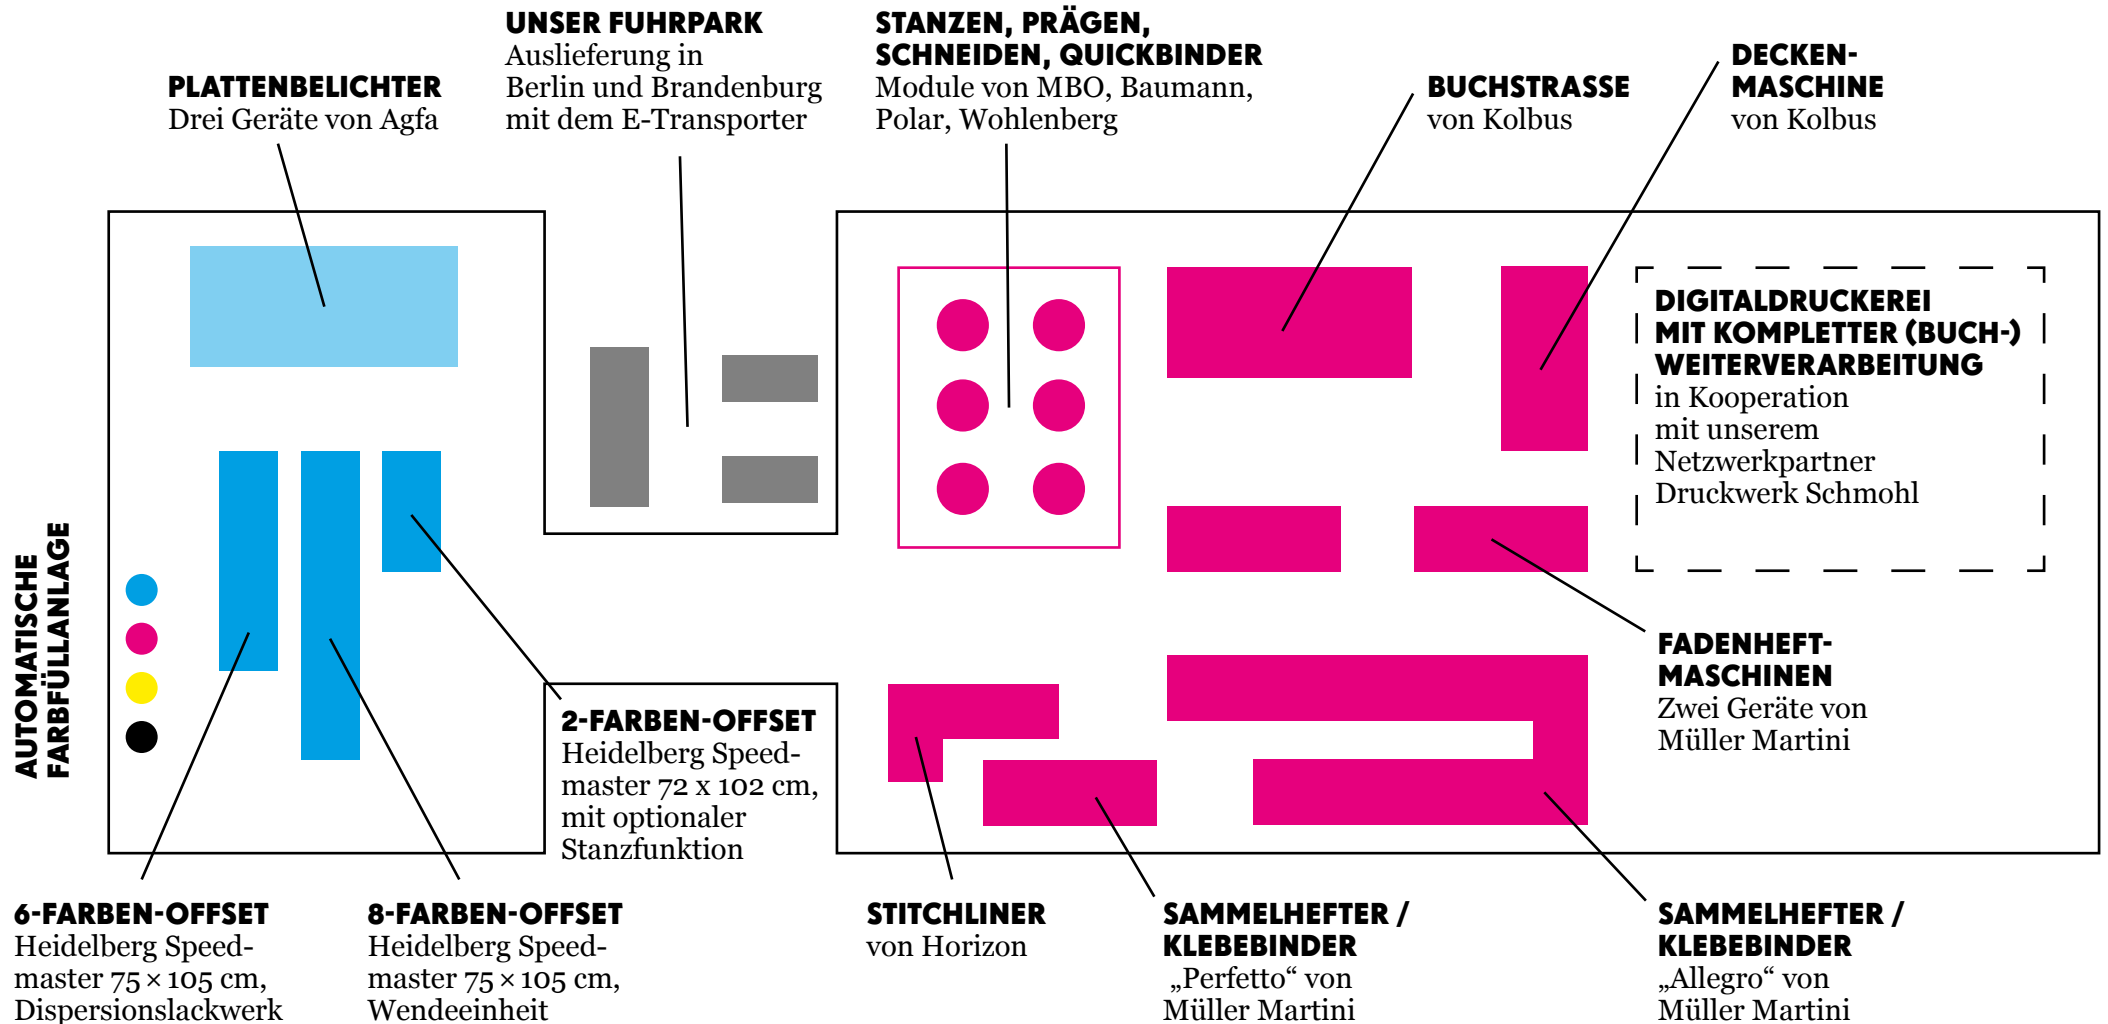 UNSER FUHRPARK
Auslieferung in
Berlin und Brandenburg
mit dem E-Transporter
STANZEN, PRÄGEN,
SCHNEIDEN, QUICKBINDER
Module von MBO, Baumann,
Polar, Wohlenberg
PLATTENBELICHTER
Drei Geräte von Agfa
BUCHSTRASSE
von Kolbus
DECKEN-
MASCHINE
von Kolbus
DIGITALDRUCKEREI
MIT KOMPLETTER (BUCH-)
WEITERVERARBEITUNG
in Kooperation
mit unserem
Netzwerkpartner
Druckwerk Schmohl
AUTOMATISCHE
FARBFÜLLANLAGE
FADENHEFT-
MASCHINEN
Zwei Geräte von
Müller Martini
2-FARBEN-OFFSET
Heidelberg Speed-
master 72 x 102 cm,
mit optionaler
Stanzfunktion
6-FARBEN-OFFSET
Heidelberg Speed-
master 75 × 105 cm,
Dispersionslackwerk
8-FARBEN-OFFSET
Heidelberg Speed-
master 75 × 105 cm,
Wendeeinheit
STITCHLINER
von Horizon
SAMMELHEFTER /
KLEBEBINDER
„Perfetto“ von
Müller Martini
SAMMELHEFTER /
KLEBEBINDER
„Allegro“ von
Müller Martini